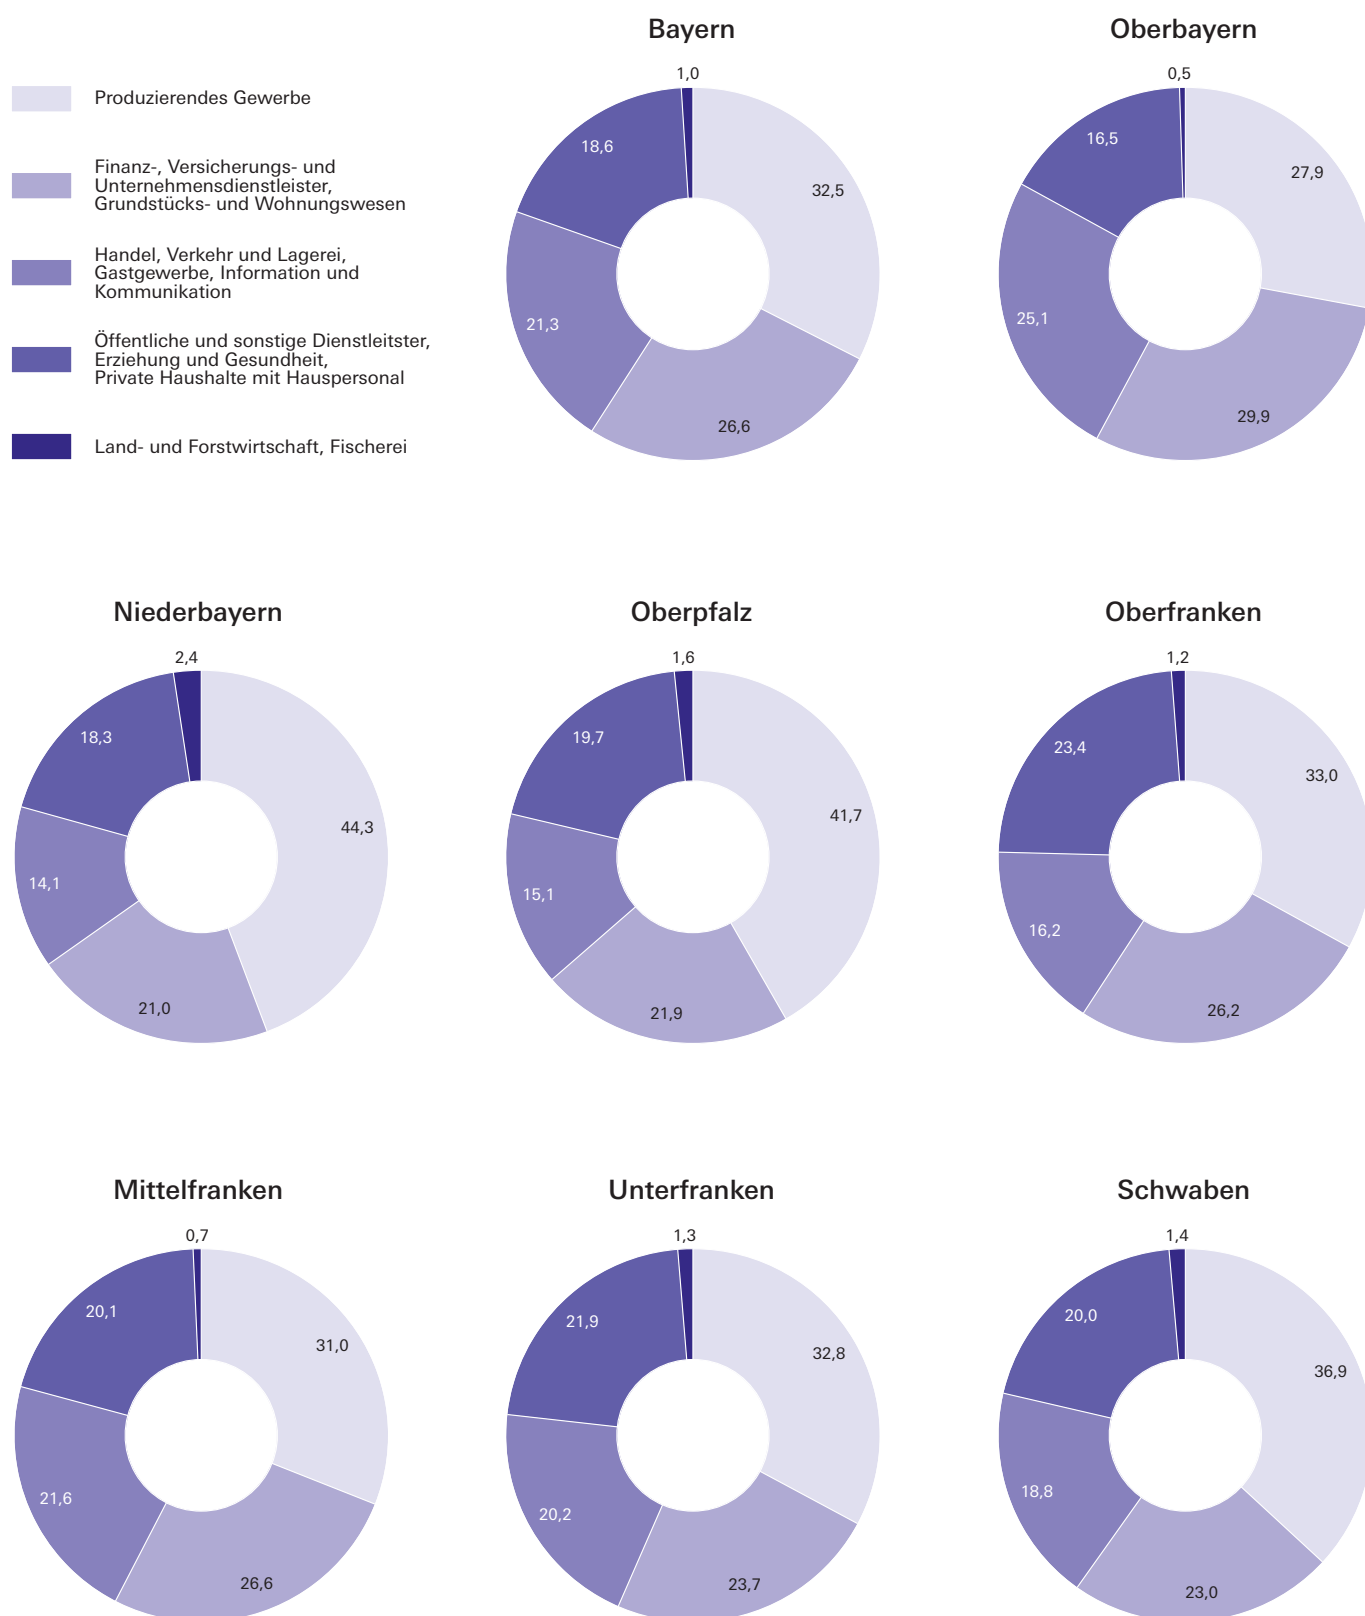 Produzierendes Gewerbe
Finanz-, Versicherungs- und
Unternehmensdienstleister,
Grundstücks- und Wohnungswesen
Handel, Verkehr und Lagerei,
Gastgewerbe, Information und
Kommunikation
Öffentliche und sonstige Dienstleitster,
Erziehung und Gesundheit,
Private Haushalte mit Hauspersonal
Land- und Forstwirtschaft, Fischerei
Bayern
1,0
18,6
32,5
21,3
26,6
Oberbayern
0,5
16,5
27,9
25,1
29,9
Niederbayern
2,4
18,3
44,3
14,1
21,0
Oberpfalz
1,6
19,7
41,7
15,1
21,9
Oberfranken
1,2
23,4
33,0
16,2
26,2
Mittelfranken
0,7
20,1
31,0
21,6
26,6
Unterfranken
1,3
21,9
32,8
20,2
23,7
Schwaben
1,4
20,0
36,9
18,8
23,0